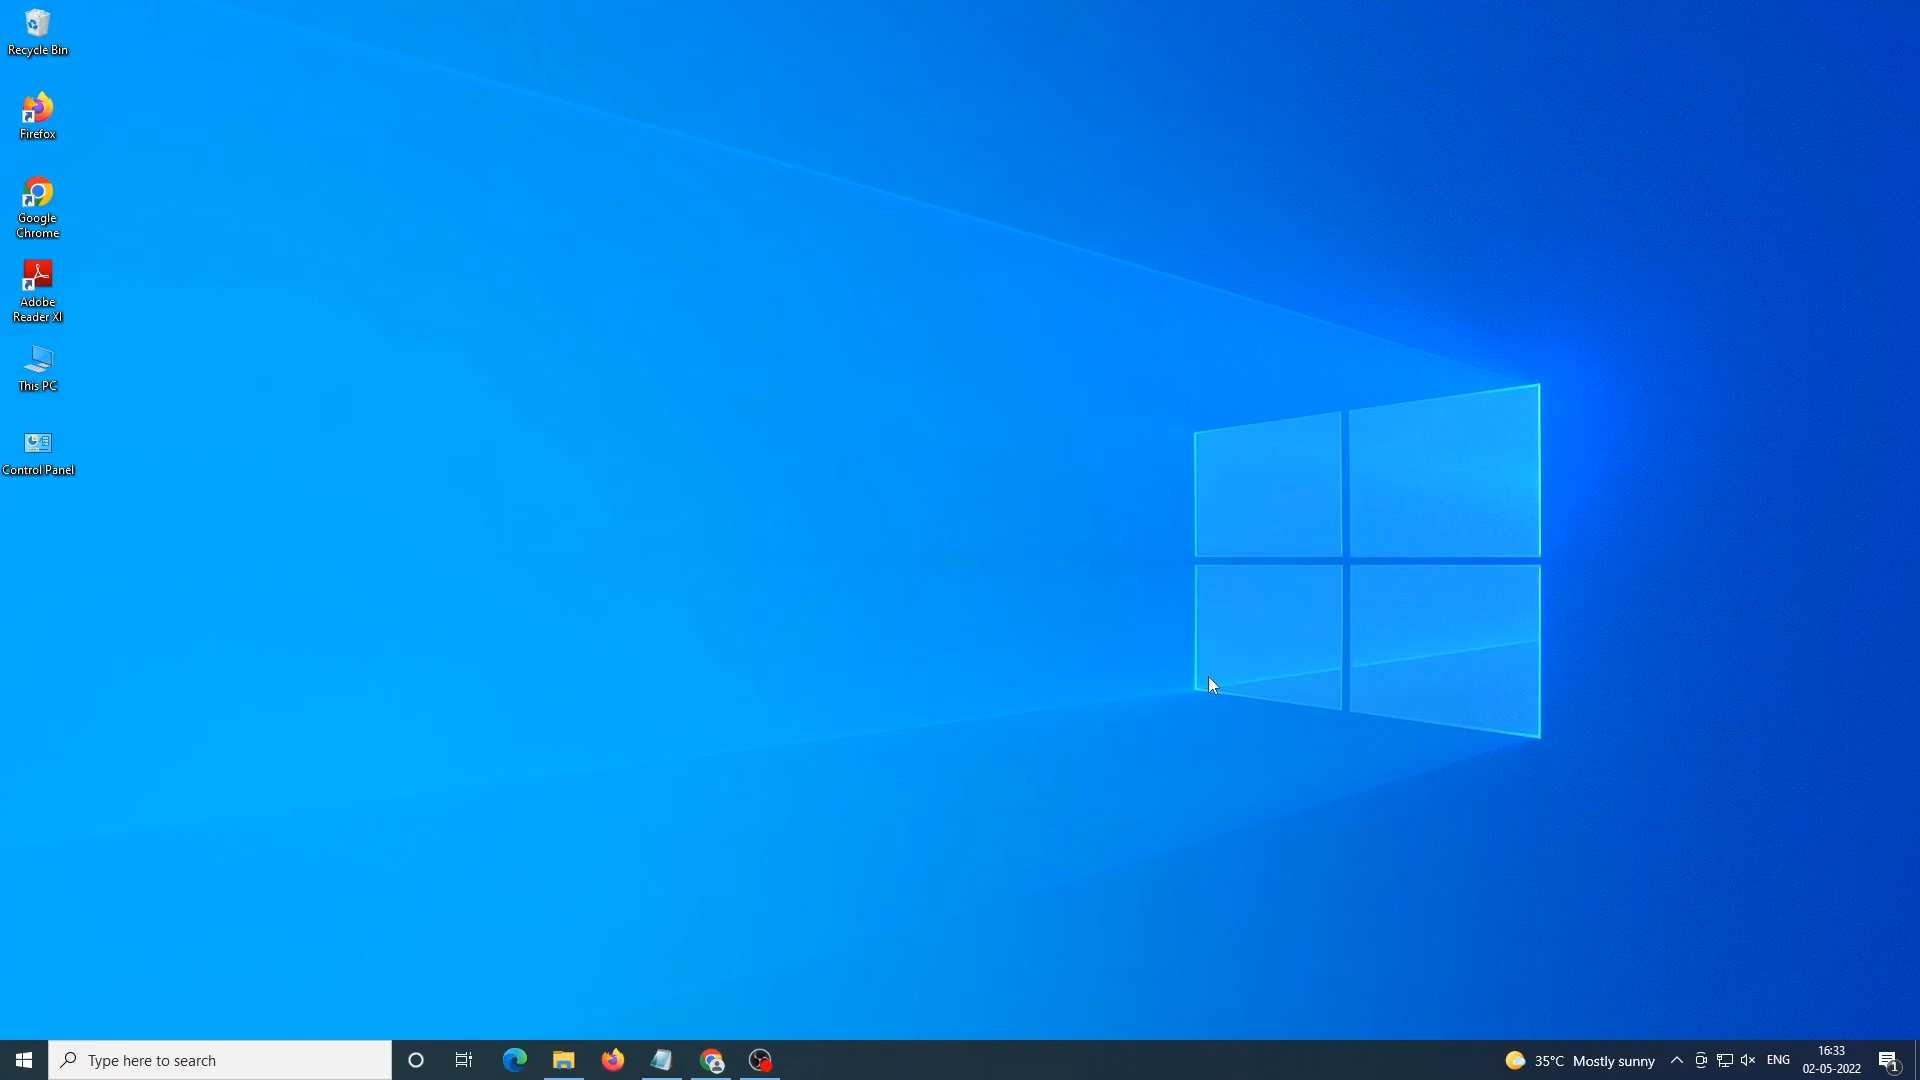 Recycle Bin
Firefox
Google
Chrome
Adobe
Reader XI
This PC
Control Panel
Type here to search
35°C Mostly sunny
ENG
16:33
02-05-2022
1